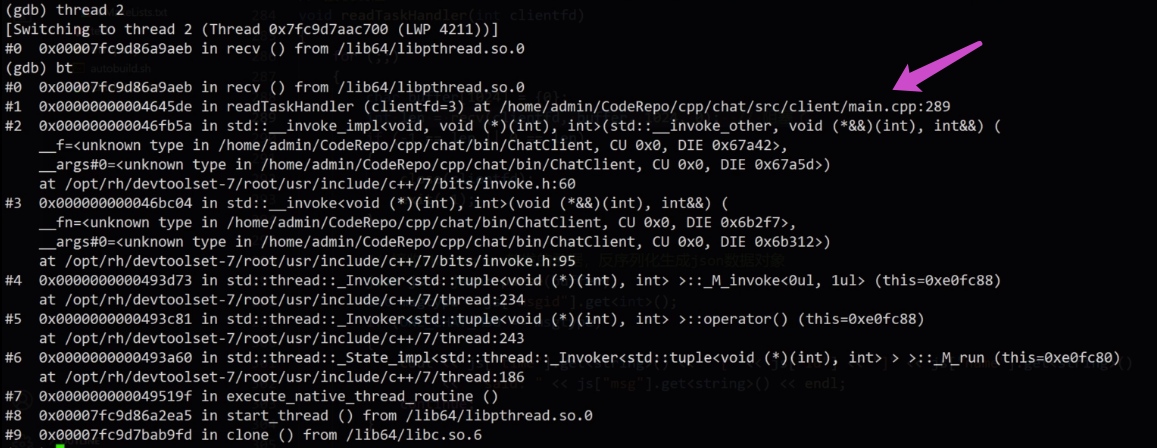 (gdb) thread 2
[Switching to thread 2 (Thread 0x7fc9d7aac700 (LWP 4211))]
#0  0x00007fc9d86a9aeb in recv () from /lib64/libpthread.so.0
(gdb) bt
#0  0x00007fc9d86a9aeb in recv () from /lib64/libpthread.so.0
#1  0x00000000004645de in readTaskHandler (clientfd=3) at /home/admin/CodeRepo/cpp/chat/src/client/main.cpp:289
#2  0x000000000046fb5a in std::__invoke_impl<void, void (*)(int), int>(std::__invoke_other, void (*&&)(int), int&&) (
    __f=<unknown type in /home/admin/CodeRepo/cpp/chat/bin/ChatClient, CU 0x0, DIE 0x67a42>,
    __args#0=<unknown type in /home/admin/CodeRepo/cpp/chat/bin/ChatClient, CU 0x0, DIE 0x67a5d>)
    at /opt/rh/devtoolset-7/root/usr/include/c++/7/bits/invoke.h:60
#3  0x000000000046bc04 in std::__invoke<void (*)(int), int>(void (*&&)(int), int&&) (
    __fn=<unknown type in /home/admin/CodeRepo/cpp/chat/bin/ChatClient, CU 0x0, DIE 0x6b2f7>,
    __args#0=<unknown type in /home/admin/CodeRepo/cpp/chat/bin/ChatClient, CU 0x0, DIE 0x6b312>)
    at /opt/rh/devtoolset-7/root/usr/include/c++/7/bits/invoke.h:95
#4  0x0000000000493d73 in std::thread::_Invoker<std::tuple<void (*)(int), int> >::_M_invoke<0ul, 1ul> (this=0xe0fc88)
    at /opt/rh/devtoolset-7/root/usr/include/c++/7/thread:234
#5  0x0000000000493c81 in std::thread::_Invoker<std::tuple<void (*)(int), int> >::operator() (this=0xe0fc88)
    at /opt/rh/devtoolset-7/root/usr/include/c++/7/thread:243
#6  0x0000000000493a60 in std::thread::_State_impl<std::thread::_Invoker<std::tuple<void (*)(int), int> > >::_M_run (this=0xe0fc80)
    at /opt/rh/devtoolset-7/root/usr/include/c++/7/thread:186
#7  0x000000000049519f in execute_native_thread_routine ()
#8  0x00007fc9d86a2ea5 in start_thread () from /lib64/libpthread.so.0
#9  0x00007fc9d7bab9fd in clone () from /lib64/libc.so.6